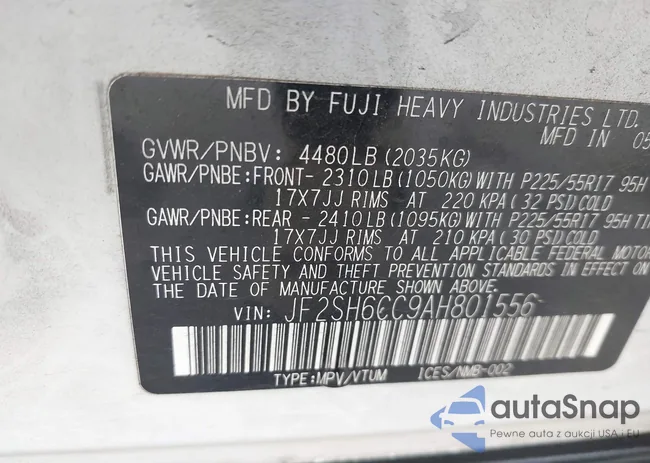 MFD BY FUJI HEAVY INDUSTRIES LTD.
MFD IN 05
GVWR/PNBV: 4480LB (2035KG)
GAWR/PNBE:FRONT- 2310LB(1050KG)WITH P225/55R17 95H
17X7JJ RIMS AT 220 KPA (32 PSI)COLD
GAWR/PNBE:REAR - 2410LB(1095KG)WITH P225/55R17 95H TI
17X7JJ RIMS AT 210 KPA (30 PSI)COLD
THIS VEHICLE CONFORMS TO ALL APPLICABLE FEDERAL MOTOR
VEHICLE SAFETY AND THEFT PREVENTION STANDARDS IN EFFECT ON
THE DATE OF MANUFACTURE SHOWN ABOVE.
VIN: JF2SH6CC9AH801556
TYPE:MPV/VTUM ICES/NMB-002
autaSnap
Pewne auta z aukcji USA i EU